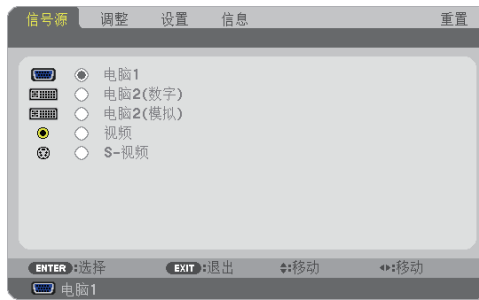 信号源 调整 设置 信息 重置
电脑1
电脑2(数字)
电脑2(模拟)
视频
S-视频
ENTER:选择 EXIT:退出 :移动 :移动
电脑1